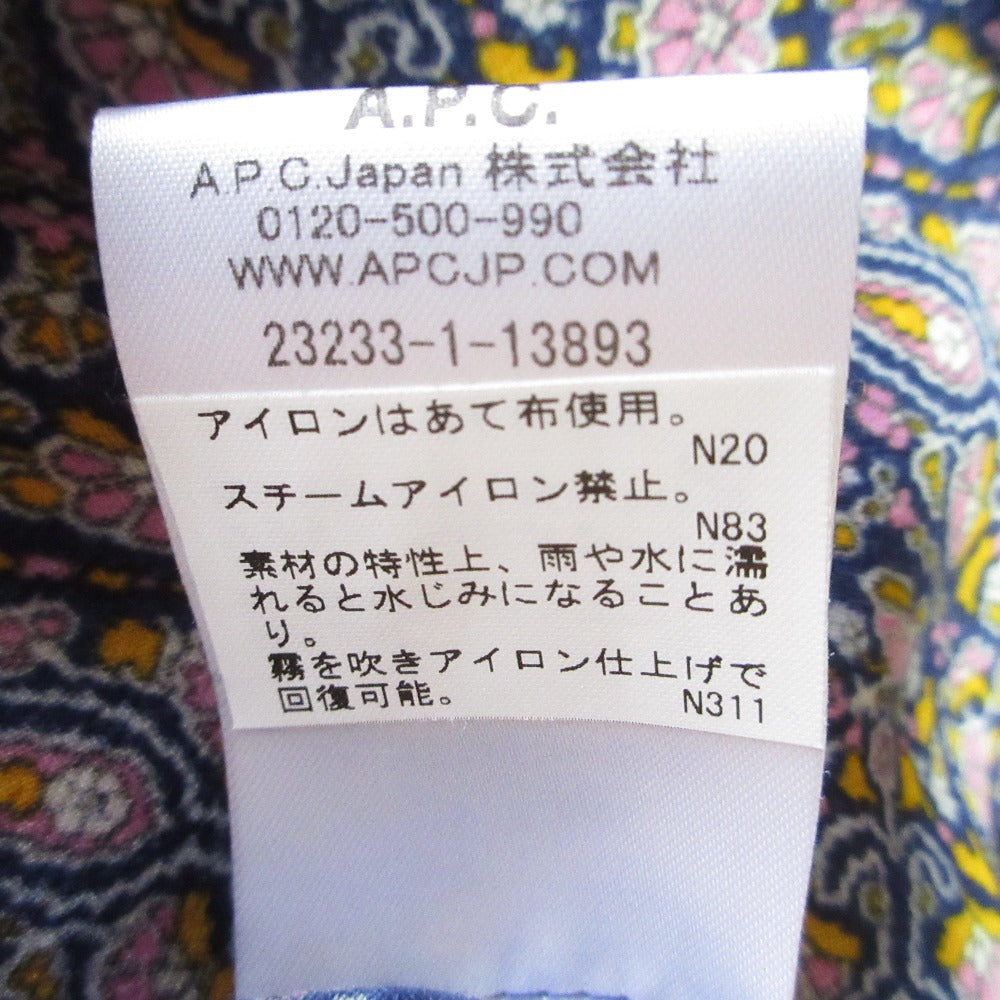 A.P.C.
A.P.C.Japan 株式会社
0120-500-990
WWW.APCJP.COM
23233-1-13893
アイロンはあて布使用。
N20
スチームアイロン禁止。
N83
素材の特性上、雨や水に濡
れると水じみになることあ
り。
霧を吹きアイロン仕上げで
回復可能。 N311